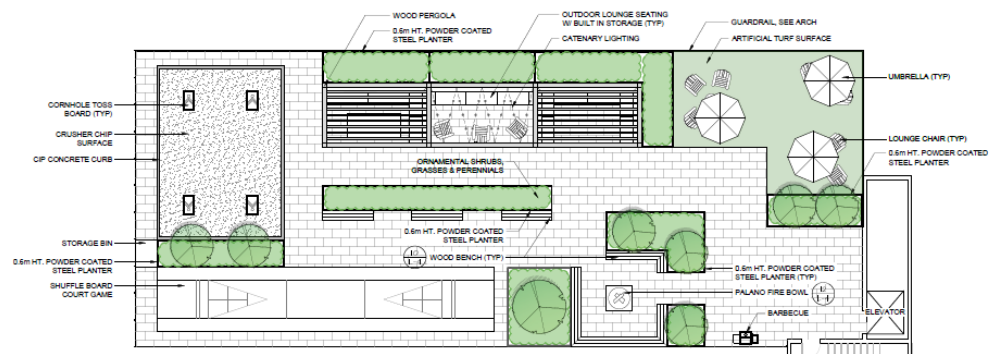 WOOD PERGOLA
0.6m HT. POWDER COATED
STEEL PLANTER
OUTDOOR LOUNGE SEATING
W/ BUILT IN STORAGE (TYP)
CATENARY LIGHTING
GUARDRAIL, SEE ARCH
ARTIFICIAL TURF SURFACE
UMBRELLA (TYP)
CORNHOLE TOSS
BOARD (TYP)
CRUSHER CHIP
SURFACE
CIP CONCRETE CURB
LOUNGE CHAIR (TYP)
0.6m HT. POWDER COATED
STEEL PLANTER
ORNAMENTAL SHRUBS,
GRASSES & PERENNIALS
0.6m HT. POWDER COATED
STEEL PLANTER
STORAGE BIN
0.6m HT. POWDER COATED
STEEL PLANTER
SHUFFLE BOARD
COURT GAME
WOOD BENCH (TYP)
0.6m HT. POWDER COATED
STEEL PLANTER (TYP)
PALANO FIRE BOWL
BARBECUE
ELEVATOR